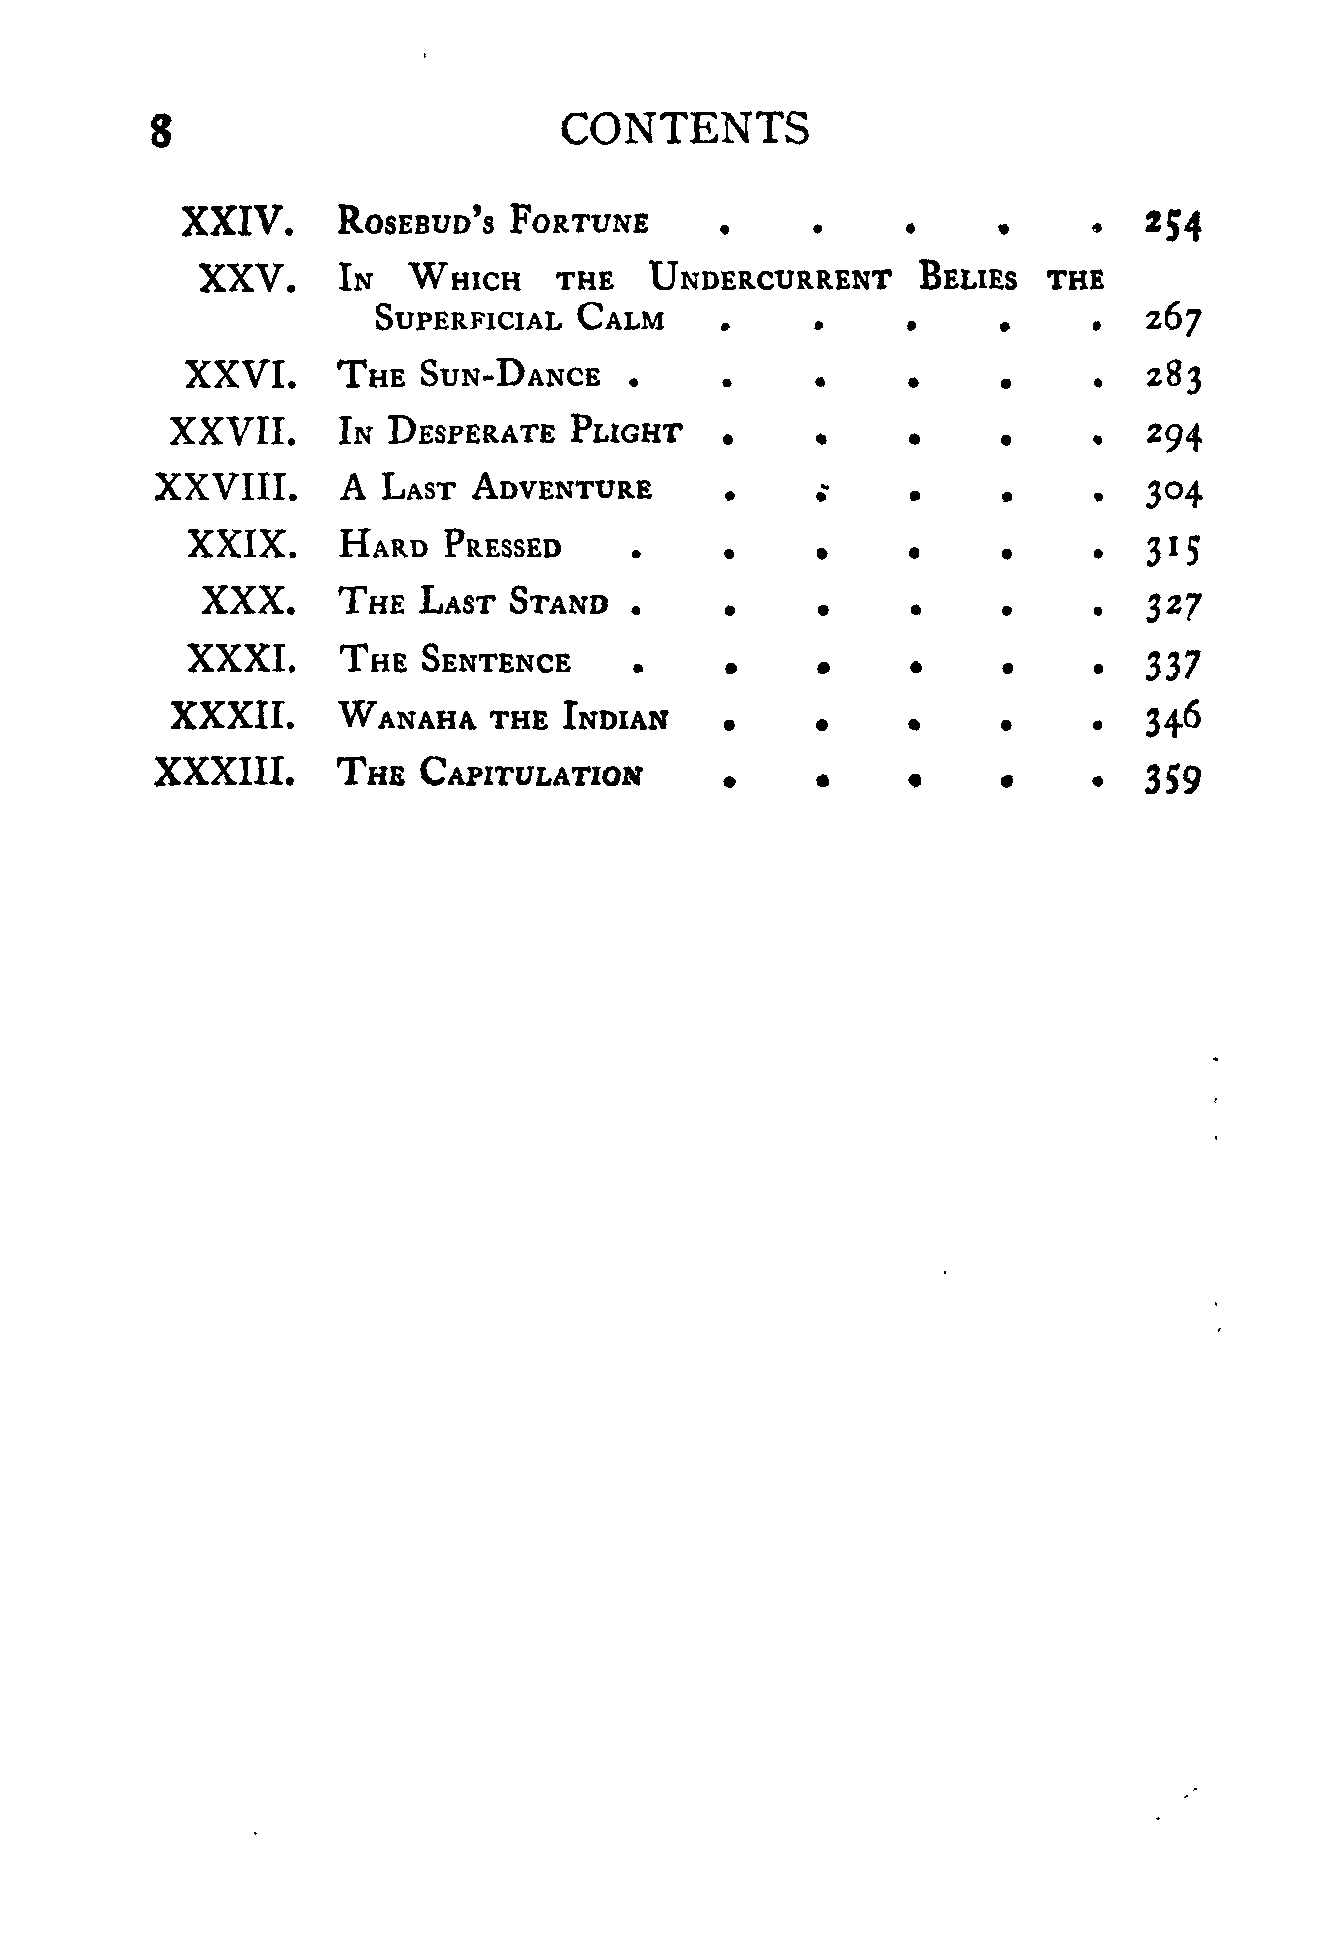 8 CONTENTS
XXIV. Rosebud's Fortune . . . . . 254
XXV. In Which the Undercurrent Belies the
Superficial Calm . . . . . 267
XXVI. The Sun-Dance . . . . . . 283
XXVII. In Desperate Plight . . . . . 294
XXVIII. A Last Adventure . . . . . 304
XXIX. Hard Pressed . . . . . . 315
XXX. The Last Stand . . . . . . 327
XXXI. The Sentence . . . . . . 337
XXXII. Wanaha the Indian . . . . . 346
XXXIII. The Capitulation . . . . . 359